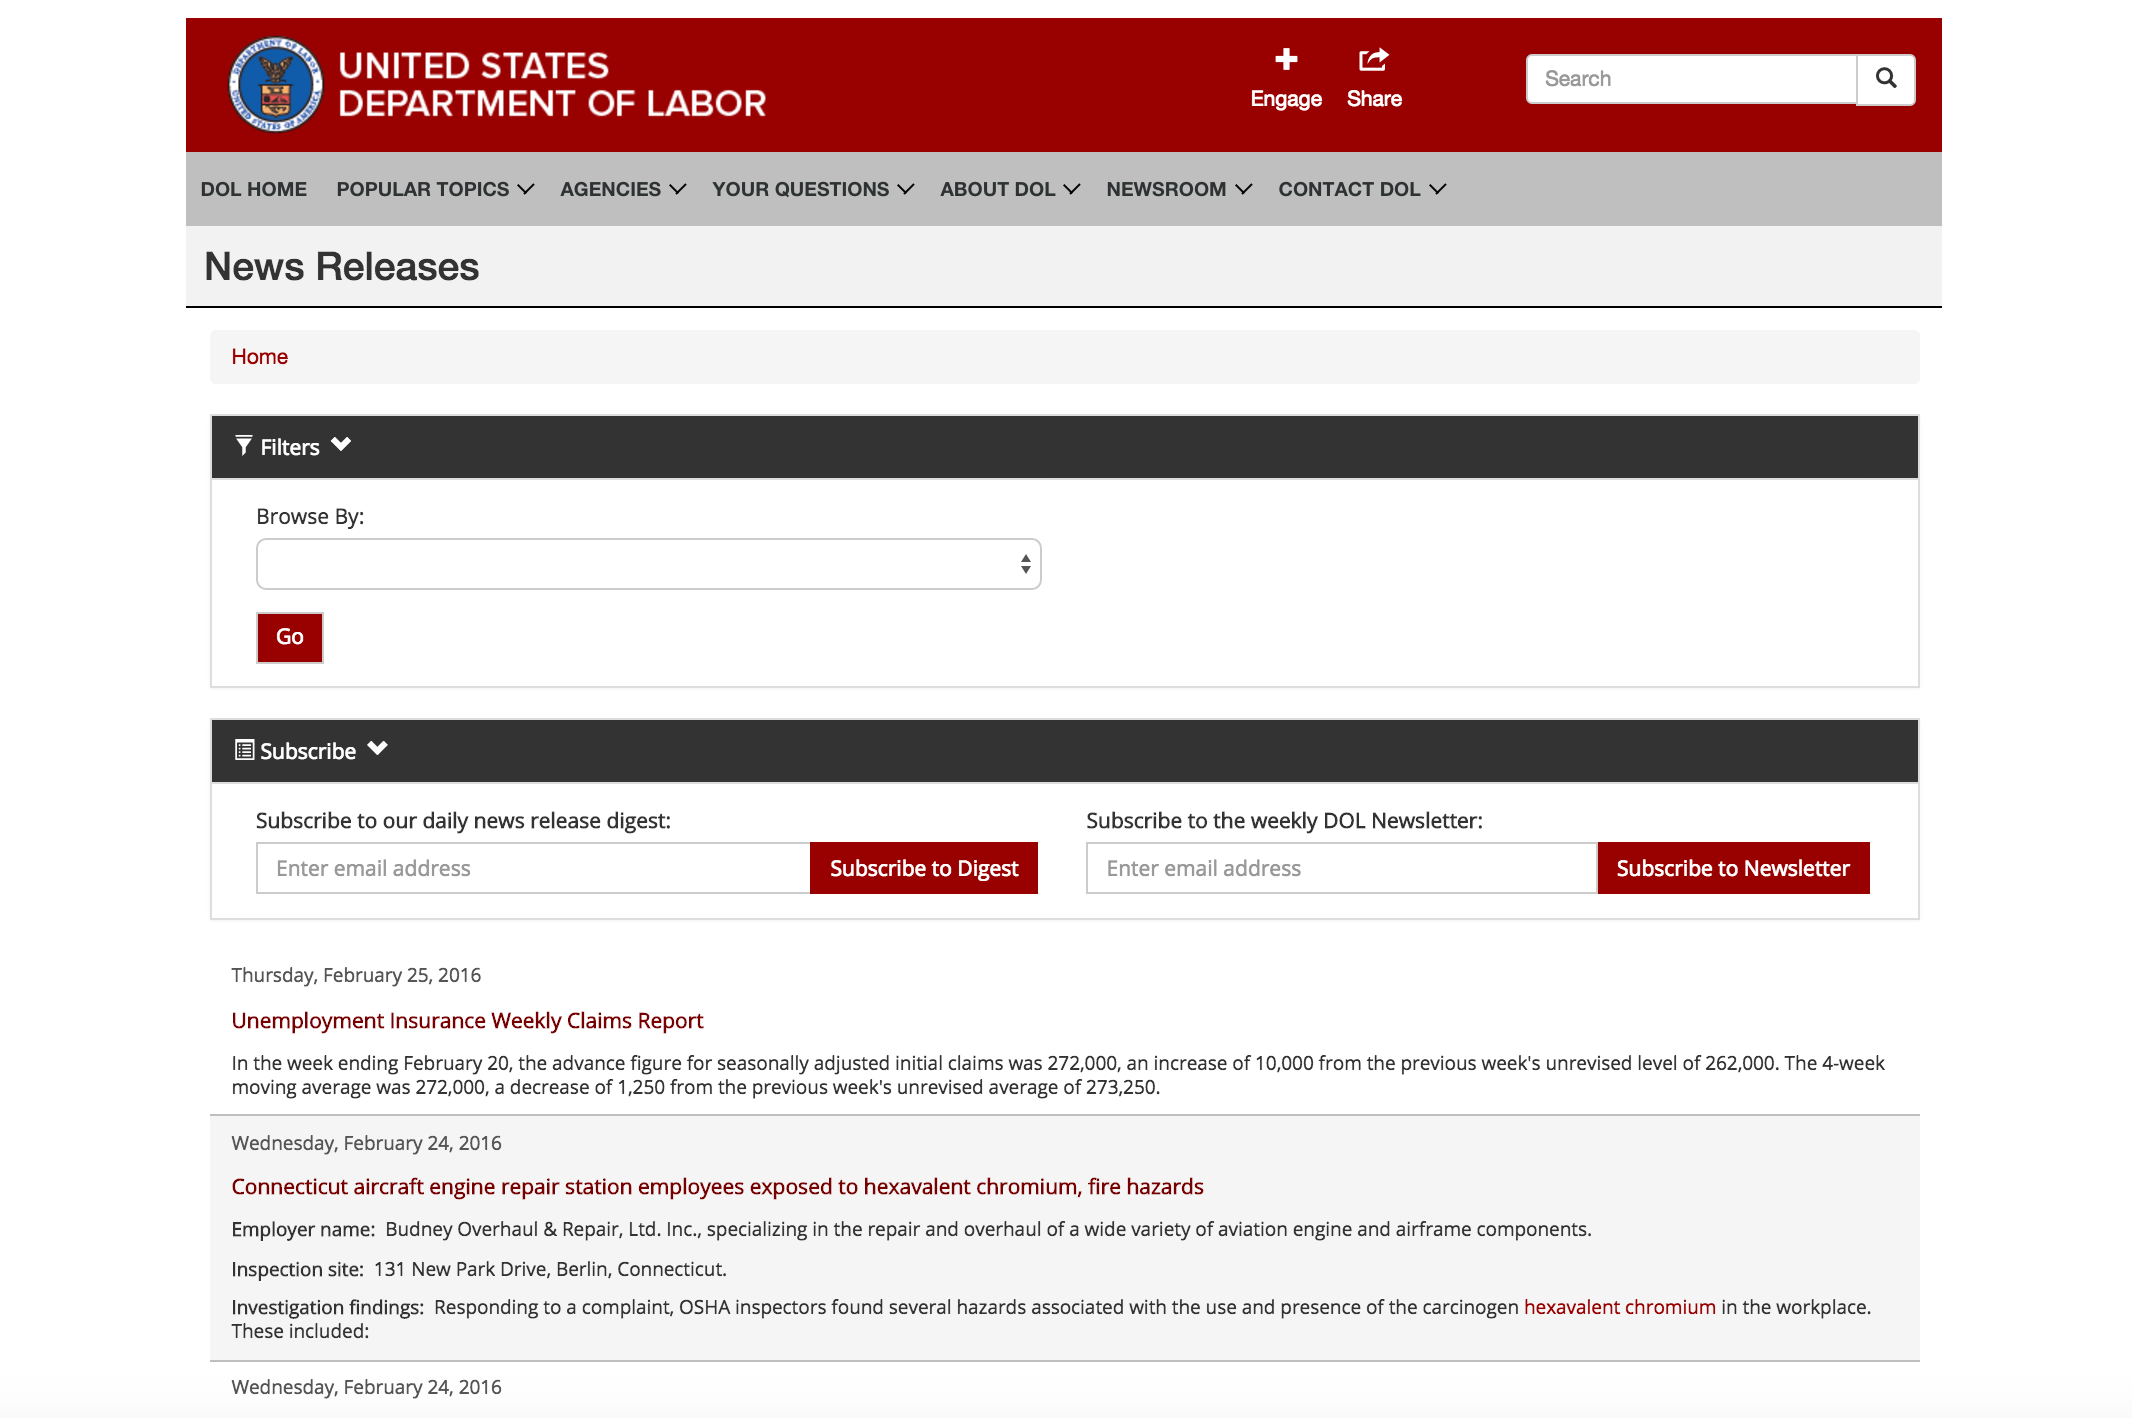 UNITED STATES
DEPARTMENT OF LABOR
Engage
Share
Search
DOL HOME POPULAR TOPICS AGENCIES YOUR QUESTIONS ABOUT DOL NEWSROOM CONTACT DOL
News Releases
Home
Filters
Browse By:
Go
Subscribe
Subscribe to our daily news release digest:
Enter email address
Subscribe to Digest
Subscribe to the weekly DOL Newsletter:
Enter email address
Subscribe to Newsletter
Thursday, February 25, 2016
Unemployment Insurance Weekly Claims Report
In the week ending February 20, the advance figure for seasonally adjusted initial claims was 272,000, an increase of 10,000 from the previous week's unrevised level of 262,000. The 4-week
moving average was 272,000, a decrease of 1,250 from the previous week's unrevised average of 273,250.
Wednesday, February 24, 2016
Connecticut aircraft engine repair station employees exposed to hexavalent chromium, fire hazards
Employer name: Budney Overhaul & Repair, Ltd. Inc., specializing in the repair and overhaul of a wide variety of aviation engine and airframe components.
Inspection site: 131 New Park Drive, Berlin, Connecticut.
Investigation findings: Responding to a complaint, OSHA inspectors found several hazards associated with the use and presence of the carcinogen hexavalent chromium in the workplace.
These included:
Wednesday, February 24, 2016